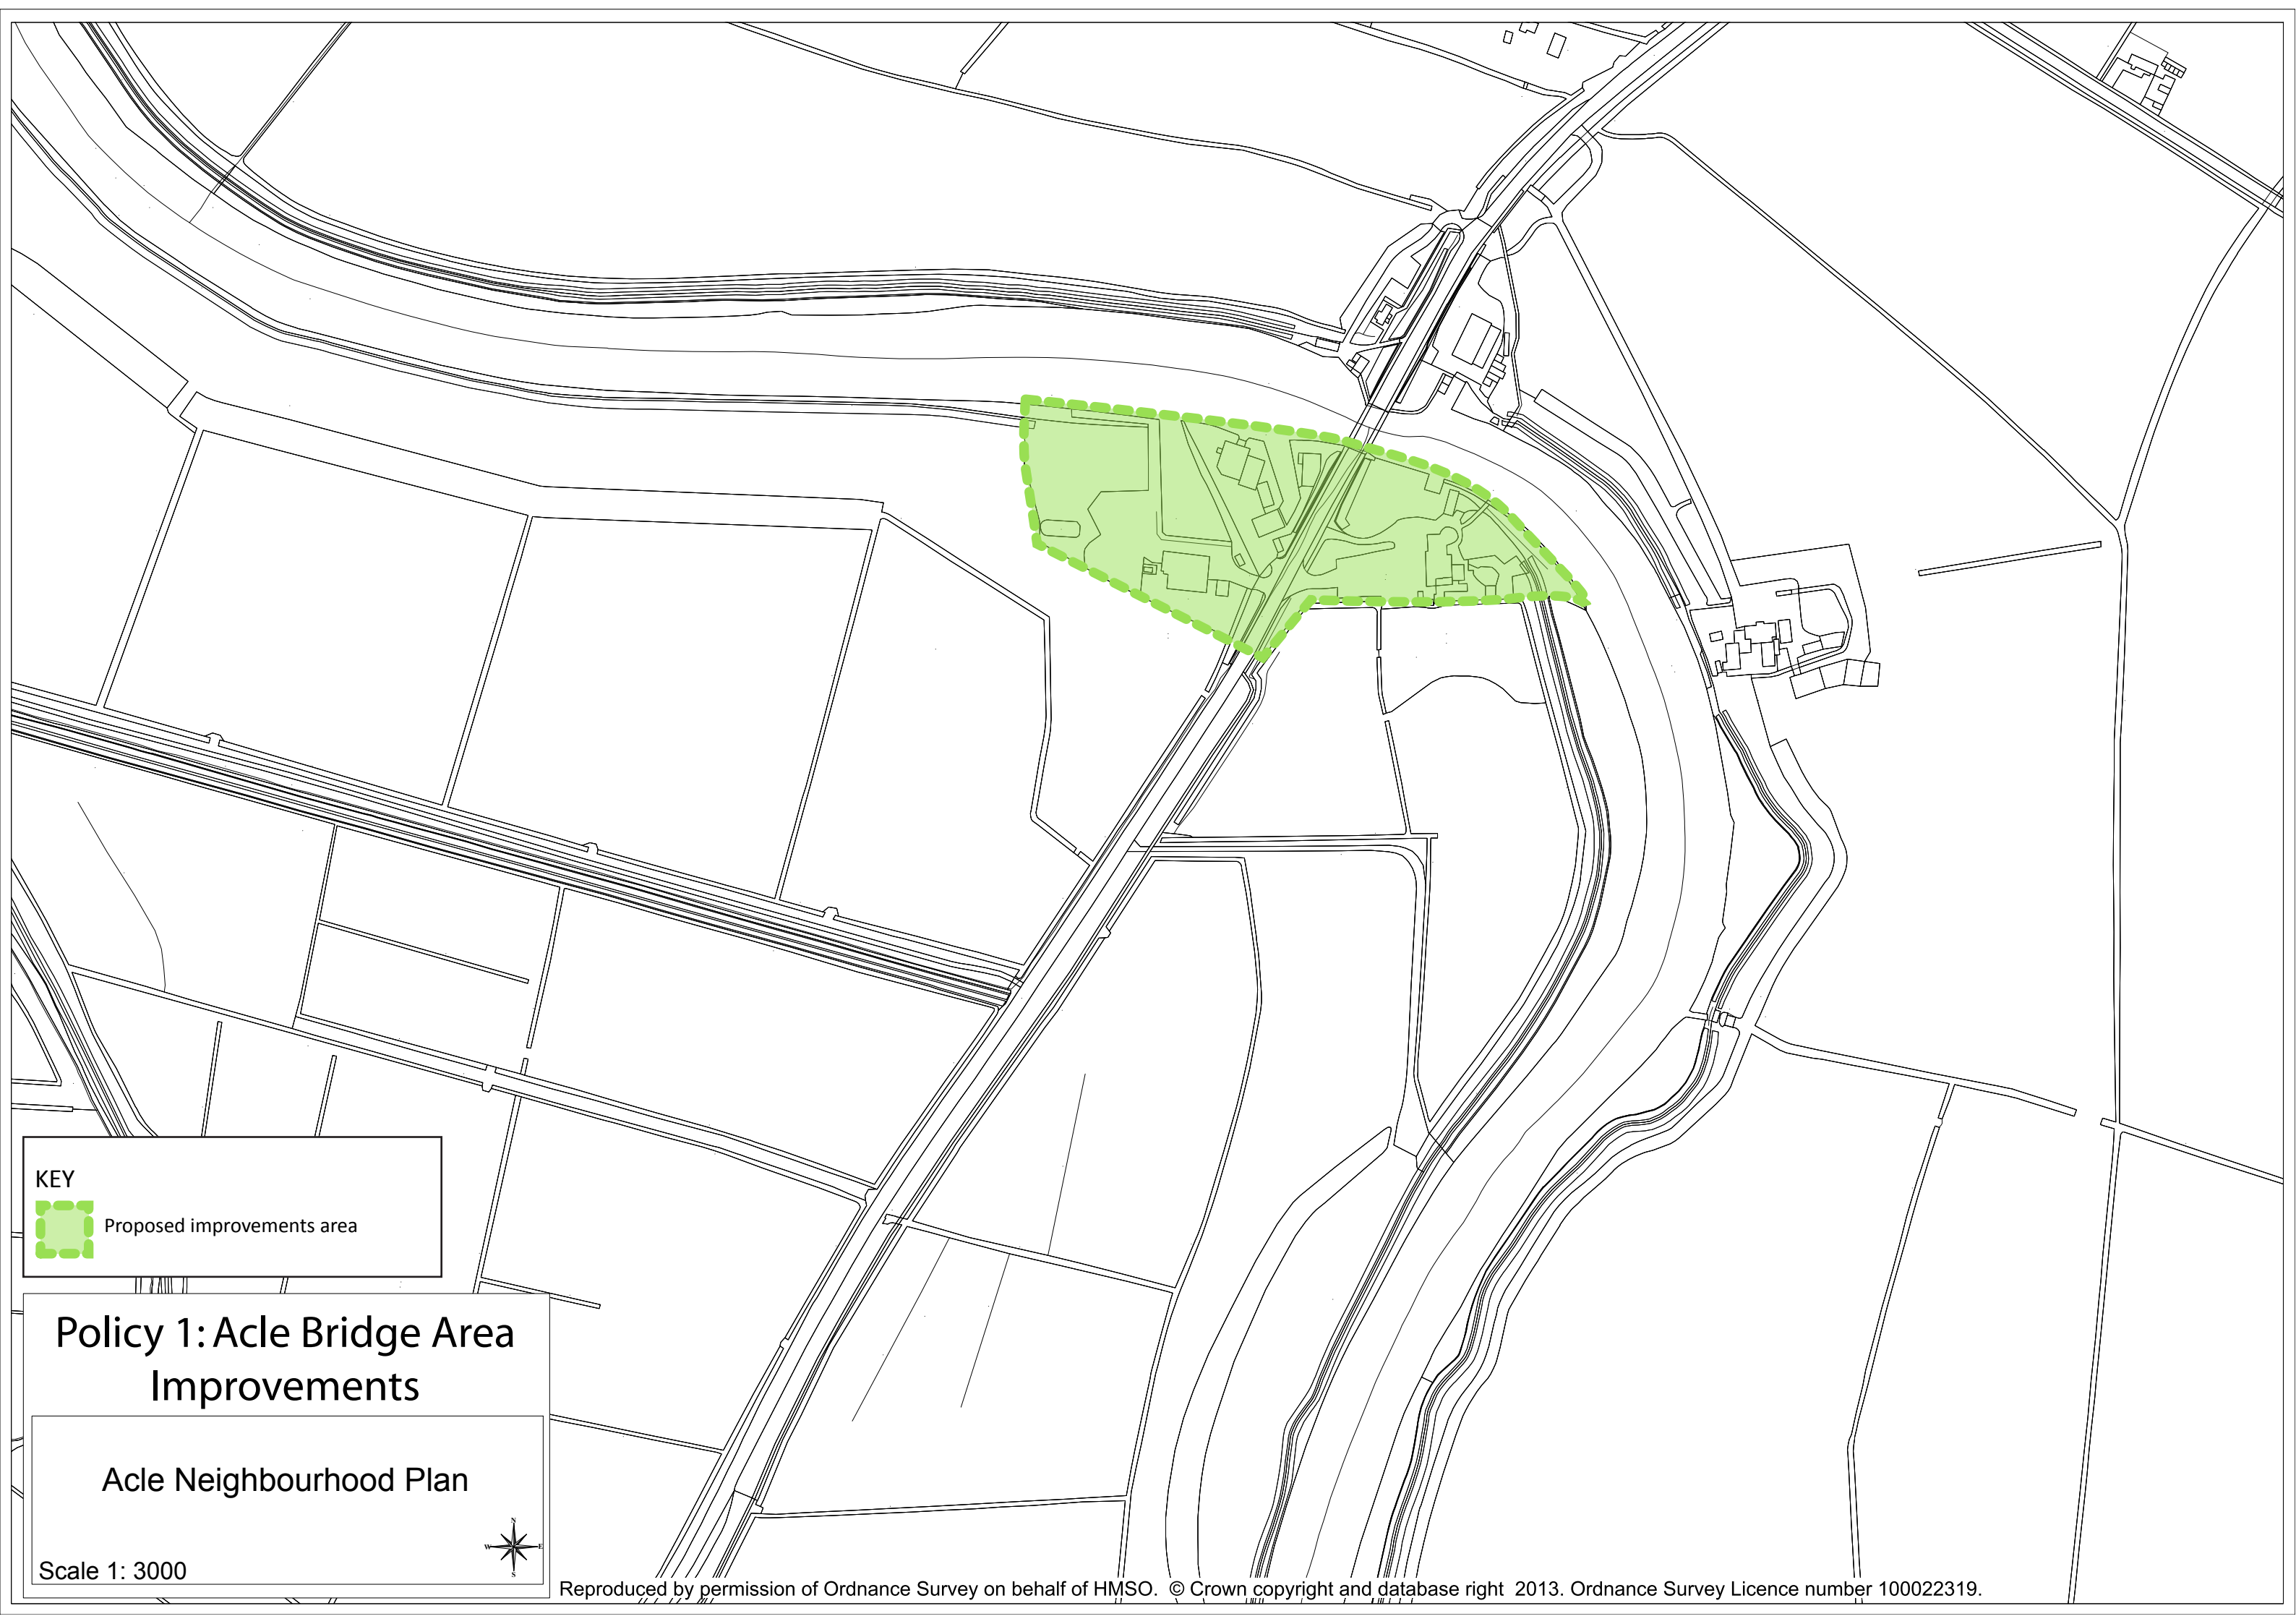 KEY
Proposed improvements area
Policy 1: Acle Bridge Area
Improvements
Acle Neighbourhood Plan
N
W E
S
Scale 1: 3000
Reproduced by permission of Ordnance Survey on behalf of HMSO. © Crown copyright and database right 2013. Ordnance Survey Licence number 100022319.